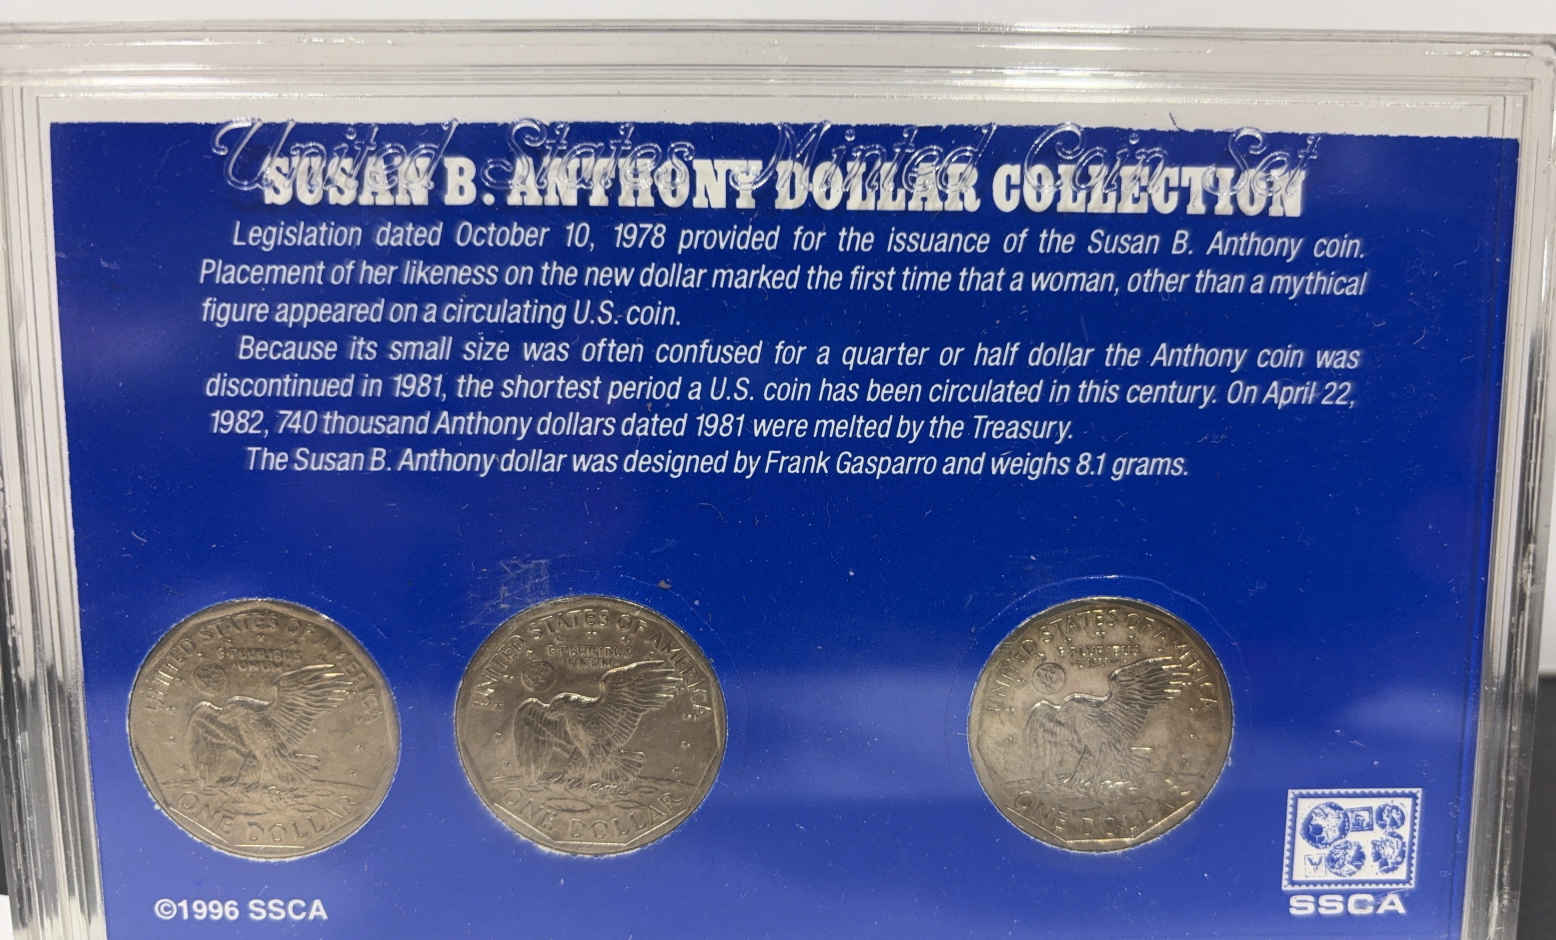 United States Minted Coin Set
SUSAN B. ANTHONY DOLLAR COLLECTION
Legislation dated October 10, 1978 provided for the issuance of the Susan B. Anthony coin.
Placement of her likeness on the new dollar marked the first time that a woman, other than a mythical
figure appeared on a circulating U.S. coin.
Because its small size was often confused for a quarter or half dollar the Anthony coin was
discontinued in 1981, the shortest period a U.S. coin has been circulated in this century. On April 22,
1982, 740 thousand Anthony dollars dated 1981 were melted by the Treasury.
The Susan B. Anthony dollar was designed by Frank Gasparro and weighs 8.1 grams.
UNITED STATES OF AMERICA
E PLURIBUS
UNUM
ONE DOLLAR
UNITED STATES OF AMERICA
E PLURIBUS
UNUM
ONE DOLLAR
UNITED STATES OF AMERICA
E PLURIBUS
UNUM
ONE DOLLAR
©1996 SSCA
SSCA